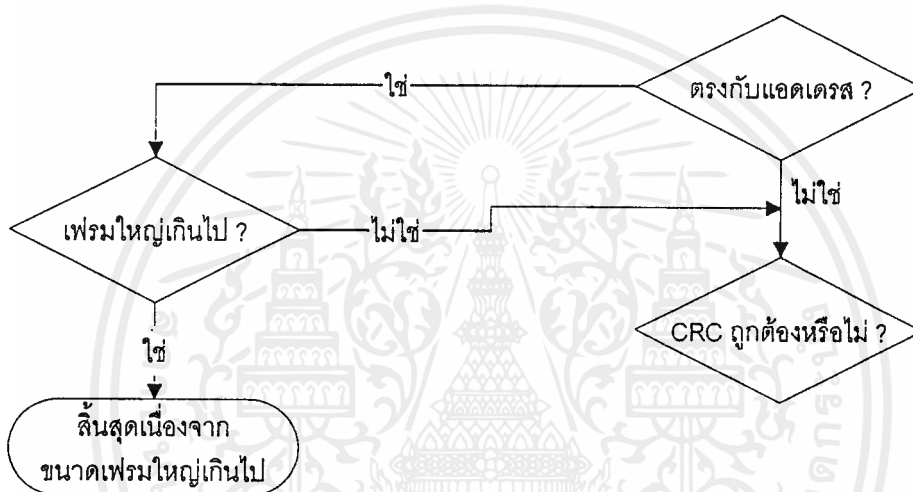 ตรงกับแอดเดรส ?
ใช่
ไม่ใช่
เฟรมใหญ่เกินไป ?
ไม่ใช่
CRC ถูกต้องหรือไม่ ?
ใช่
สิ้นสุดเนื่องจาก
ขนาดเฟรมใหญ่เกินไป